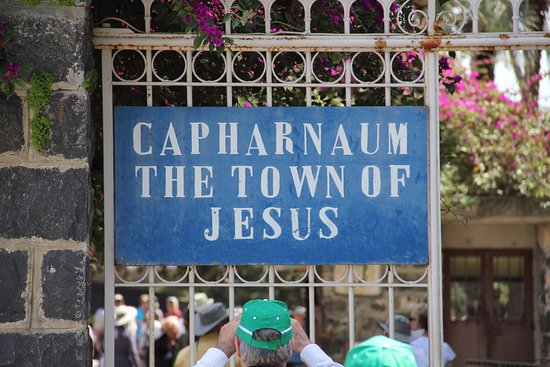 CAPHARNAUM
THE TOWN OF
JESUS